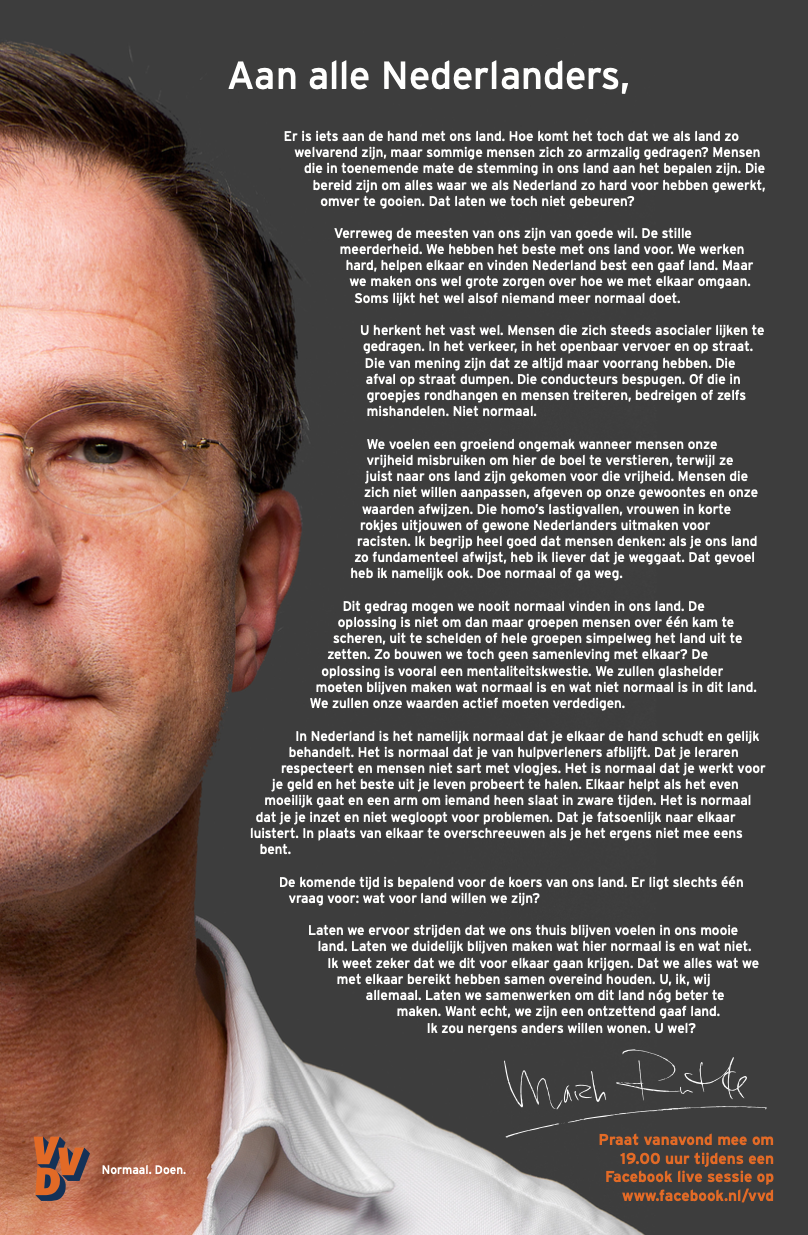 Aan alle Nederlanders,
Er is iets aan de hand met ons land. Hoe komt het toch dat we als land zo
welvarend zijn, maar sommige mensen zich zo armzalig gedragen? Mensen
die in toenemende mate de stemming in ons land aan het bepalen zijn. Die
bereid zijn om alles waar we als Nederland zo hard voor hebben gewerkt,
omver te gooien. Dat laten we toch niet gebeuren?
Verreweg de meesten van ons zijn van goede wil. De stille
meerderheid. We hebben het beste met ons land voor. We werken
hard, helpen elkaar en vinden Nederland best een gaaf land. Maar
we maken ons wel grote zorgen over hoe we met elkaar omgaan.
Soms lijkt het wel alsof niemand meer normaal doet.
U herkent het vast wel. Mensen die zich steeds asocialer lijken te
gedragen. In het verkeer, in het openbaar vervoer en op straat.
Die van mening zijn dat ze altijd maar voorrang hebben. Die
afval op straat dumpen. Die conducteurs bespugen. Of die in
groepjes rondhangen en mensen treiteren, bedreigen of zelfs
mishandelen. Niet normaal.
We voelen een groeiend ongemak wanneer mensen onze
vrijheid misbruiken om hier de boel te verstieren, terwijl ze
juist naar ons land zijn gekomen voor die vrijheid. Mensen die
zich niet willen aanpassen, afgeven op onze gewoontes en onze
waarden afwijzen. Die homo's lastigvallen, vrouwen in korte
rokjes uitjouwen of gewone Nederlanders uitmaken voor
racisten. Ik begrijp heel goed dat mensen denken: als je ons land
zo fundamenteel afwijst, heb ik liever dat je weggaat. Dat gevoel
heb ik namelijk ook. Doe normaal of ga weg.
Dit gedrag mogen we nooit normaal vinden in ons land. De
oplossing is niet om dan maar groepen mensen over één kam te
scheren, uit te schelden of hele groepen simpelweg het land uit te
zetten. Zo bouwen we toch geen samenleving met elkaar? De
oplossing is vooral een mentaliteitskwestie. We zullen glashelder
moeten blijven maken wat normaal is en wat niet normaal is in dit land.
We zullen onze waarden actief moeten verdedigen.
In Nederland is het namelijk normaal dat je elkaar de hand schudt en gelijk
behandelt. Het is normaal dat je van hulpverleners afblijft. Dat je leraren
respecteert en mensen niet sart met vlogjes. Het is normaal dat je werkt voor
je geld en het beste uit je leven probeert te halen. Elkaar helpt als het even
moeilijk gaat en een arm om iemand heen slaat in zware tijden. Het is normaal
dat je je inzet en niet wegloopt voor problemen. Dat je fatsoenlijk naar elkaar
luistert. In plaats van elkaar te overschreeuwen als je het ergens niet mee eens
bent.
De komende tijd is bepalend voor de koers van ons land. Er ligt slechts één
vraag voor: wat voor land willen we zijn?
Laten we ervoor strijden dat we ons thuis blijven voelen in ons mooie
land. Laten we duidelijk blijven maken wat hier normaal is en wat niet.
Ik weet zeker dat we dit voor elkaar gaan krijgen. Dat we alles wat we
met elkaar bereikt hebben samen overeind houden. U, ik, wij
allemaal. Laten we samenwerken om dit land nóg beter te
maken. Want echt, we zijn een ontzettend gaaf land.
Ik zou nergens anders willen wonen. U wel?
Mark Rutte
Praat vanavond mee om
19.00 uur tijdens een
Facebook live sessie op
www.facebook.nl/vvd
VVD
Normaal. Doen.